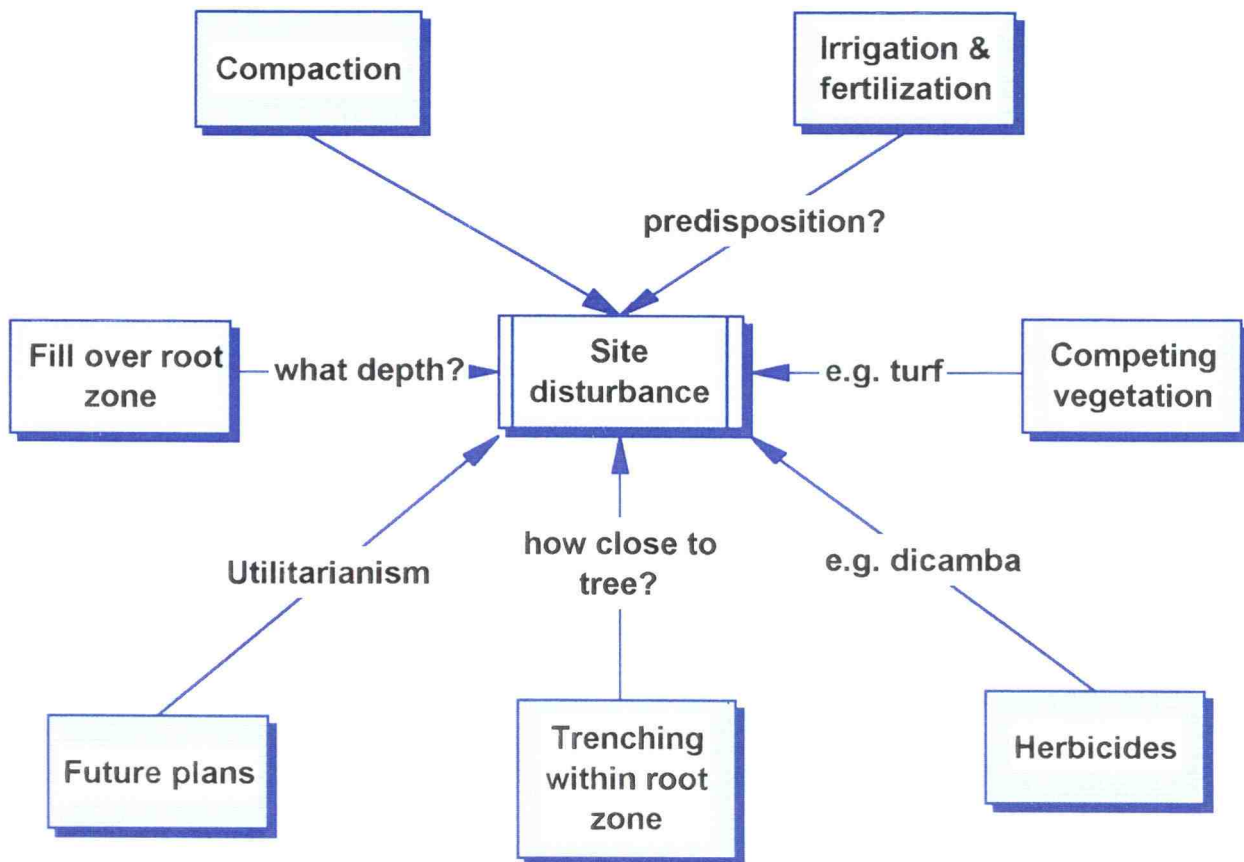 Compaction
Irrigation &
fertilization
predisposition?
Fill over root
zone
what depth?
Site
disturbance
e.g. turf
Competing
vegetation
Utilitarianism
how close to
tree?
e.g. dicamba
Future plans
Trenching
within root
zone
Herbicides